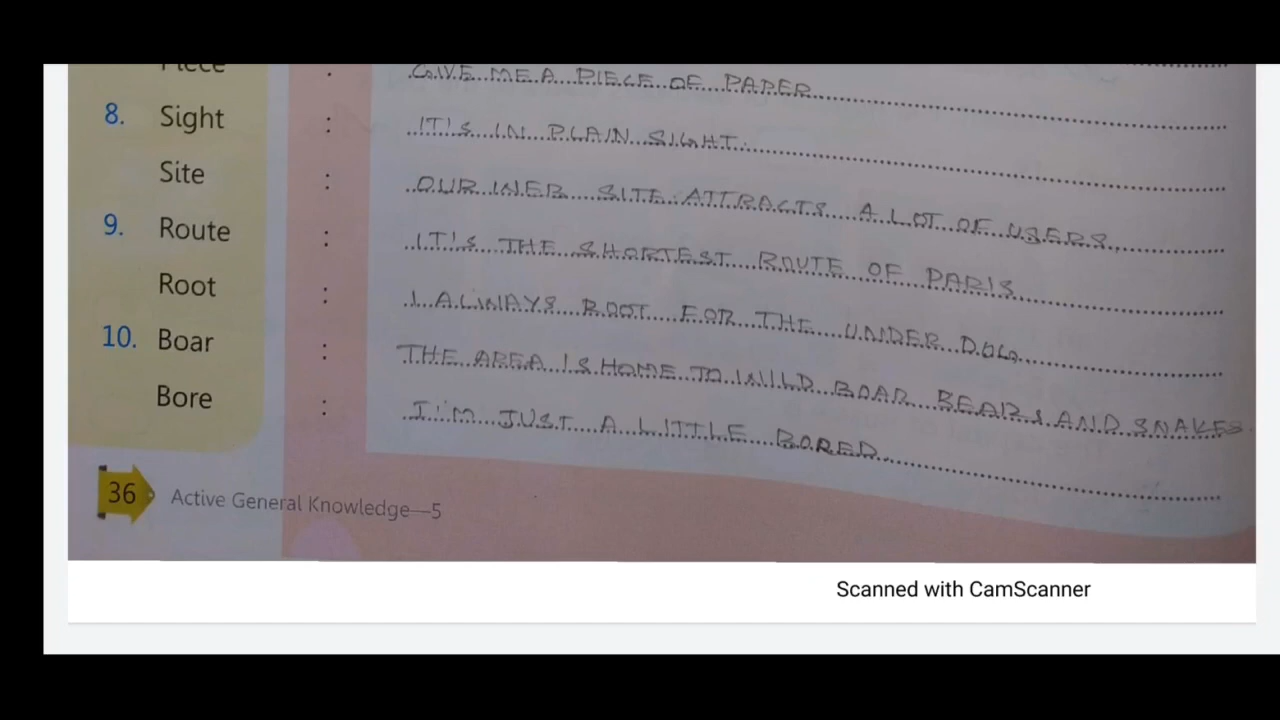 Piece : GIVE ME A PIECE OF PAPER
8. Sight : IT'S IN PLAIN SIGHT.
Site : OUR WEB SITE ATTRACTS A LOT OF USERS
9. Route : IT'S THE SHORTEST ROUTE OF PARIS
Root : I ALWAYS ROOT FOR THE UNDER DOG
10. Boar : THE AREA IS HOME TO WILD BOAR BEARS AND SNAKES.
Bore : I'M JUST A LITTLE BORED
36 Active General Knowledge—5
Scanned with CamScanner